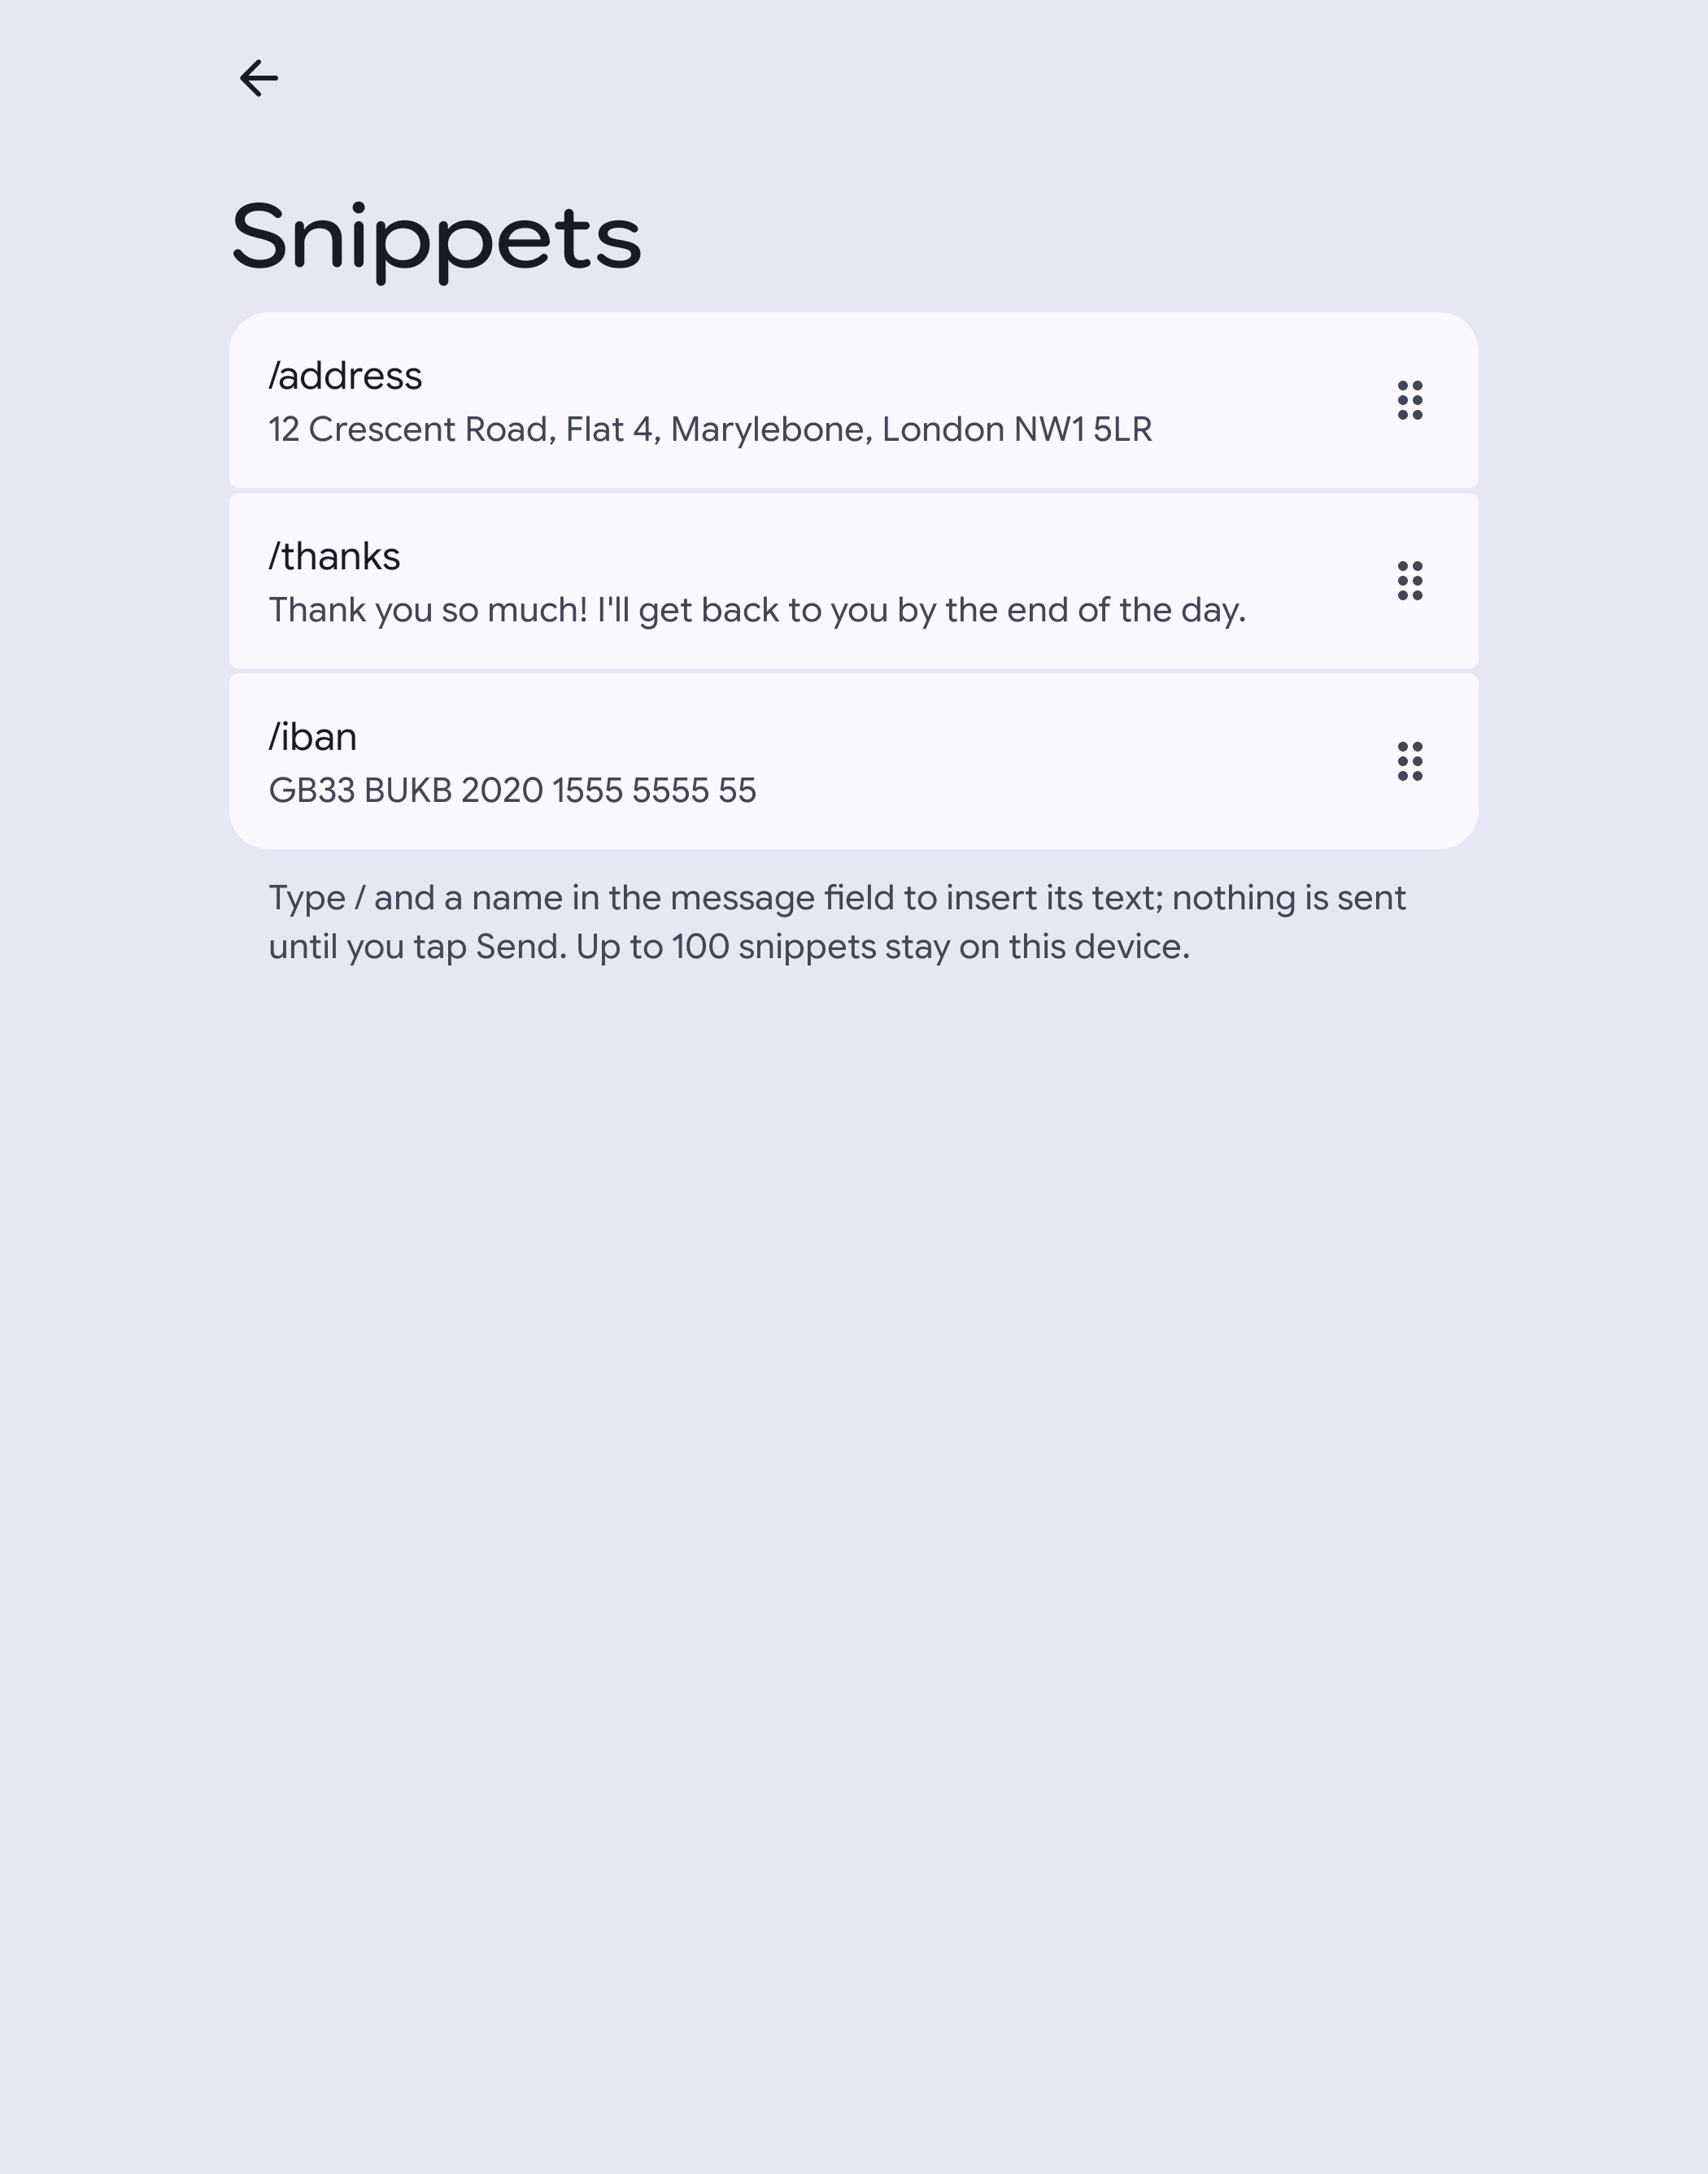 Snippets
/address
12 Crescent Road, Flat 4, Marylebone, London NW1 5LR
/thanks
Thank you so much! I'll get back to you by the end of the day.
/iban
GB33 BUKB 2020 1555 5555 55
Type / and a name in the message field to insert its text; nothing is sent
until you tap Send. Up to 100 snippets stay on this device.